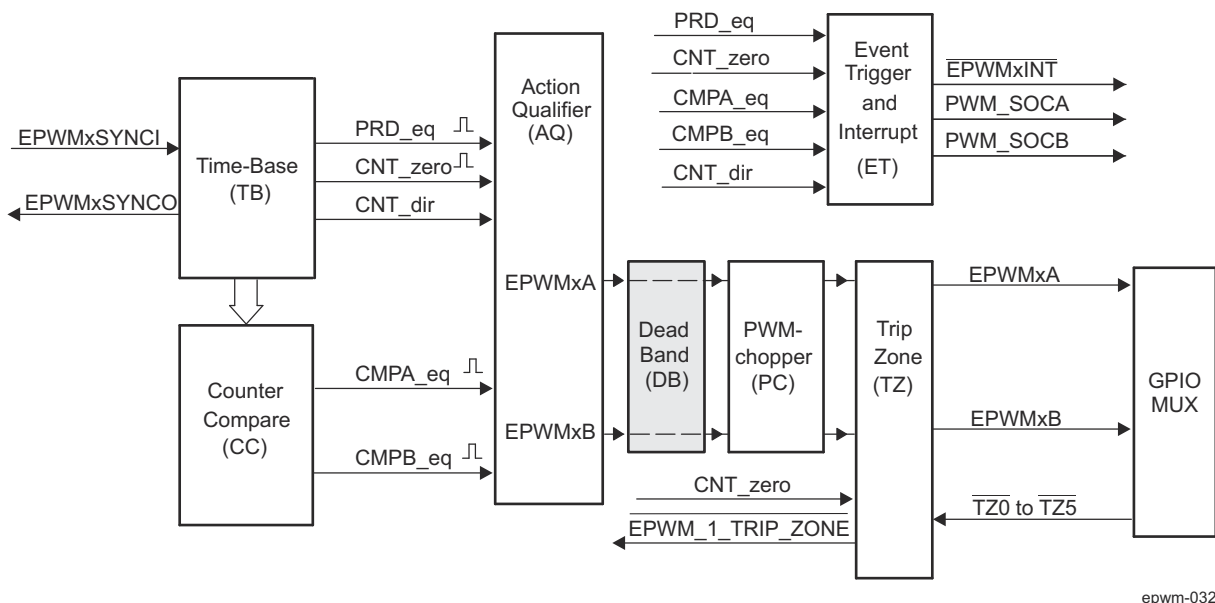 EPWMxSYNCI
EPWMxSYNCO
Time-Base
(TB)
PRD_eq
CNT_zero
CNT_dir
Counter
Compare
(CC)
CMPA_eq
CMPB_eq
Action
Qualifier
(AQ)
EPWMxA
EPWMxB
PRD_eq
CNT_zero
CMPA_eq
CMPB_eq
CNT_dir
Event
Trigger
and
Interrupt
(ET)
EPWMxINT
PWM_SOCA
PWM_SOCB
Dead
Band
(DB)
PWM-
chopper
(PC)
Trip
Zone
(TZ)
CNT_zero
EPWM_1_TRIP_ZONE
EPWMxA
EPWMxB
TZ0 to TZ5
GPIO
MUX
epwm-032